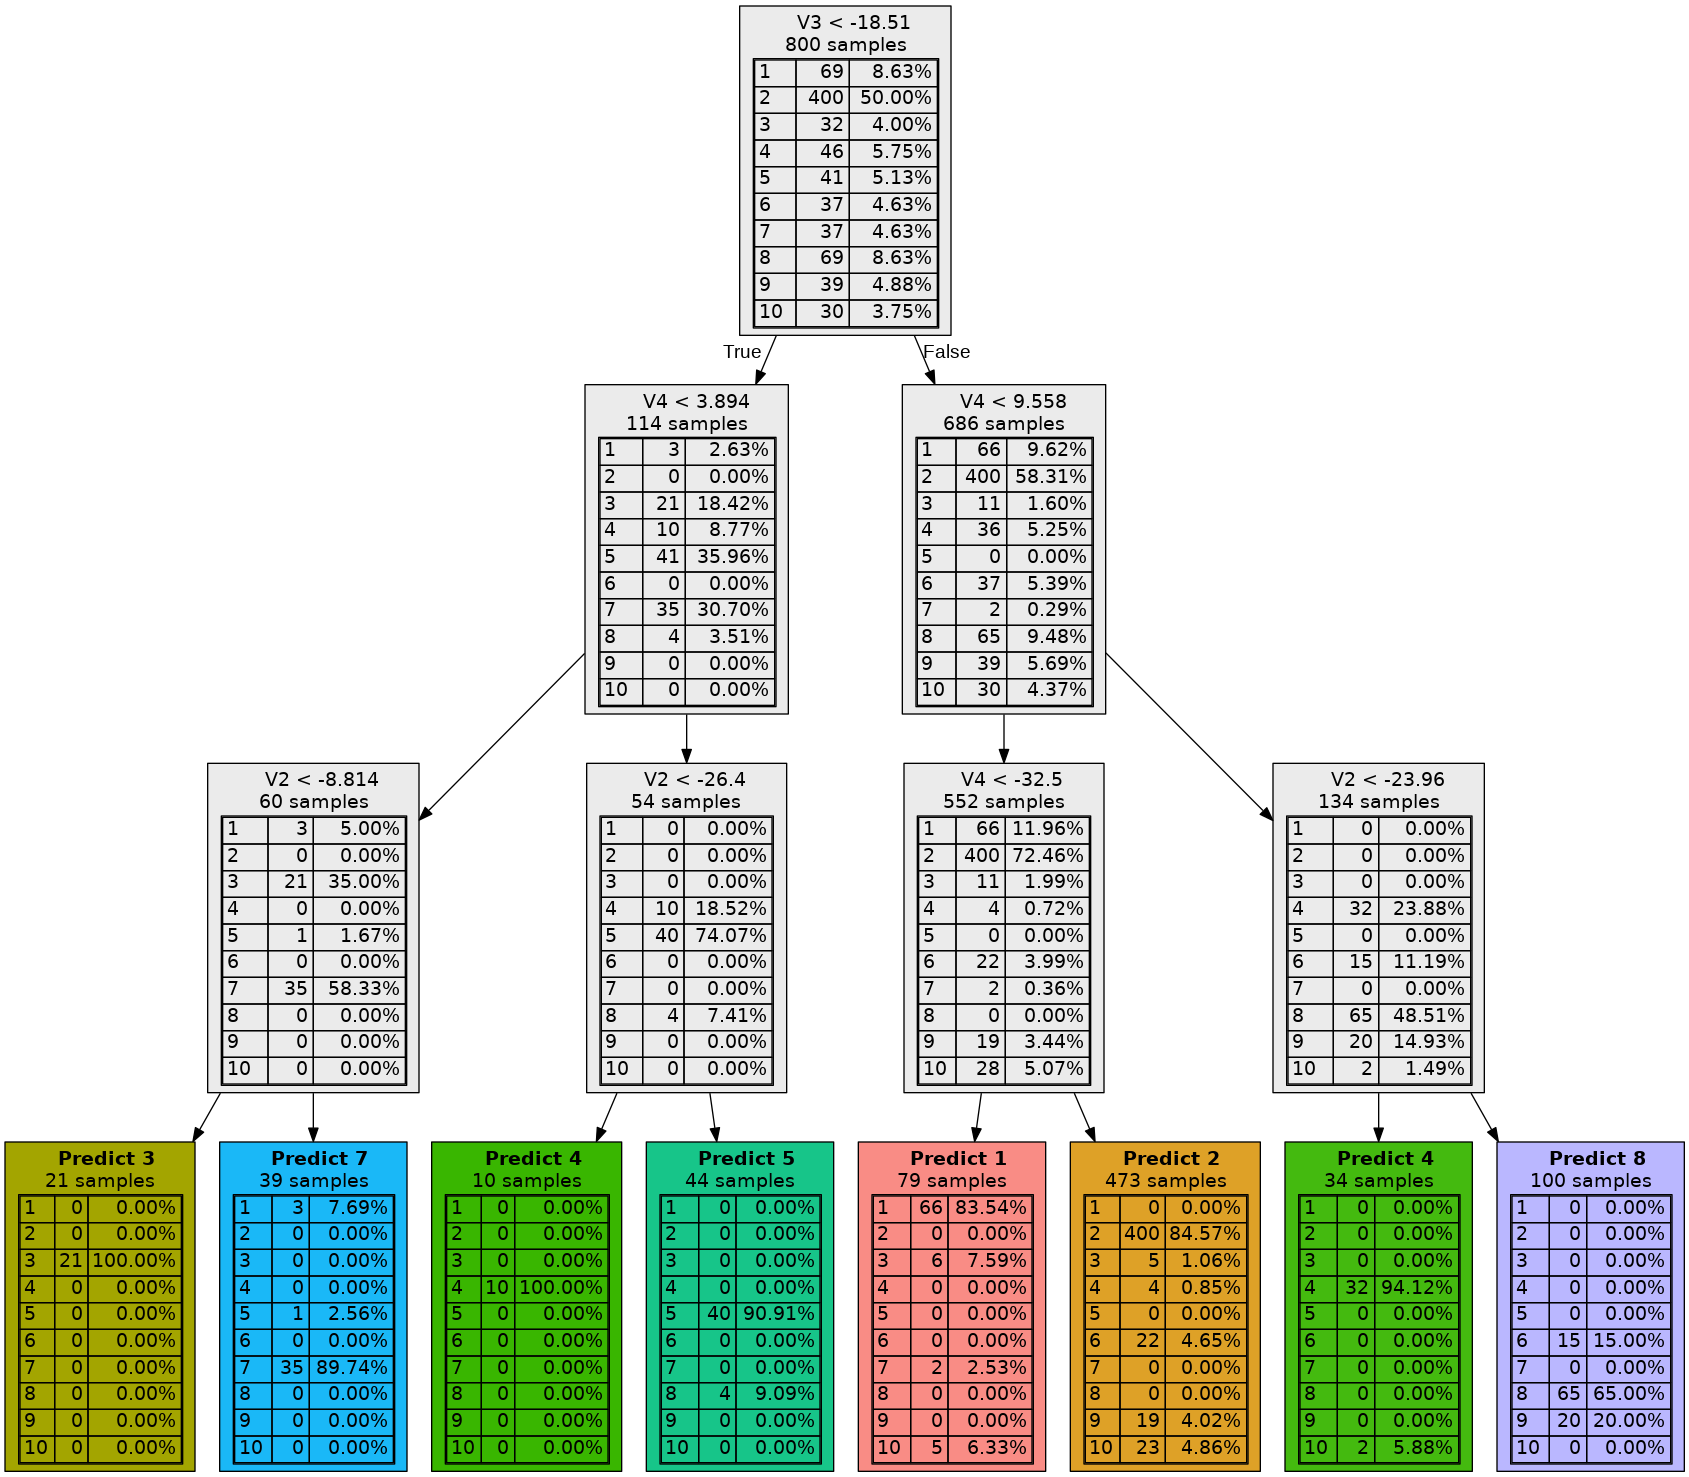 V3 < -18.51
800 samples
1 69 8.63%
2 400 50.00%
3 32 4.00%
4 46 5.75%
5 41 5.13%
6 37 4.63%
7 37 4.63%
8 69 8.63%
9 39 4.88%
10 30 3.75%
True
False
V4 < 3.894
114 samples
1 3 2.63%
2 0 0.00%
3 21 18.42%
4 10 8.77%
5 41 35.96%
6 0 0.00%
7 35 30.70%
8 4 3.51%
9 0 0.00%
10 0 0.00%
V4 < 9.558
686 samples
1 66 9.62%
2 400 58.31%
3 11 1.60%
4 36 5.25%
5 0 0.00%
6 37 5.39%
7 2 0.29%
8 65 9.48%
9 39 5.69%
10 30 4.37%
V2 < -8.814
60 samples
1 3 5.00%
2 0 0.00%
3 21 35.00%
4 0 0.00%
5 1 1.67%
6 0 0.00%
7 35 58.33%
8 0 0.00%
9 0 0.00%
10 0 0.00%
V2 < -26.4
54 samples
1 0 0.00%
2 0 0.00%
3 0 0.00%
4 10 18.52%
5 40 74.07%
6 0 0.00%
7 0 0.00%
8 4 7.41%
9 0 0.00%
10 0 0.00%
V4 < -32.5
552 samples
1 66 11.96%
2 400 72.46%
3 11 1.99%
4 4 0.72%
5 0 0.00%
6 22 3.99%
7 2 0.36%
8 0 0.00%
9 19 3.44%
10 28 5.07%
V2 < -23.96
134 samples
1 0 0.00%
2 0 0.00%
3 0 0.00%
4 32 23.88%
5 0 0.00%
6 15 11.19%
7 0 0.00%
8 65 48.51%
9 20 14.93%
10 2 1.49%
Predict 3
21 samples
1 0 0.00%
2 0 0.00%
3 21 100.00%
4 0 0.00%
5 0 0.00%
6 0 0.00%
7 0 0.00%
8 0 0.00%
9 0 0.00%
10 0 0.00%
Predict 7
39 samples
1 3 7.69%
2 0 0.00%
3 0 0.00%
4 0 0.00%
5 1 2.56%
6 0 0.00%
7 35 89.74%
8 0 0.00%
9 0 0.00%
10 0 0.00%
Predict 4
10 samples
1 0 0.00%
2 0 0.00%
3 0 0.00%
4 10 100.00%
5 0 0.00%
6 0 0.00%
7 0 0.00%
8 0 0.00%
9 0 0.00%
10 0 0.00%
Predict 5
44 samples
1 0 0.00%
2 0 0.00%
3 0 0.00%
4 0 0.00%
5 40 90.91%
6 0 0.00%
7 0 0.00%
8 4 9.09%
9 0 0.00%
10 0 0.00%
Predict 1
79 samples
1 66 83.54%
2 0 0.00%
3 6 7.59%
4 0 0.00%
5 0 0.00%
6 0 0.00%
7 2 2.53%
8 0 0.00%
9 0 0.00%
10 5 6.33%
Predict 2
473 samples
1 0 0.00%
2 400 84.57%
3 5 1.06%
4 4 0.85%
5 0 0.00%
6 22 4.65%
7 0 0.00%
8 0 0.00%
9 19 4.02%
10 23 4.86%
Predict 4
34 samples
1 0 0.00%
2 0 0.00%
3 0 0.00%
4 32 94.12%
5 0 0.00%
6 0 0.00%
7 0 0.00%
8 0 0.00%
9 0 0.00%
10 2 5.88%
Predict 8
100 samples
1 0 0.00%
2 0 0.00%
3 0 0.00%
4 0 0.00%
5 0 0.00%
6 15 15.00%
7 0 0.00%
8 65 65.00%
9 20 20.00%
10 0 0.00%